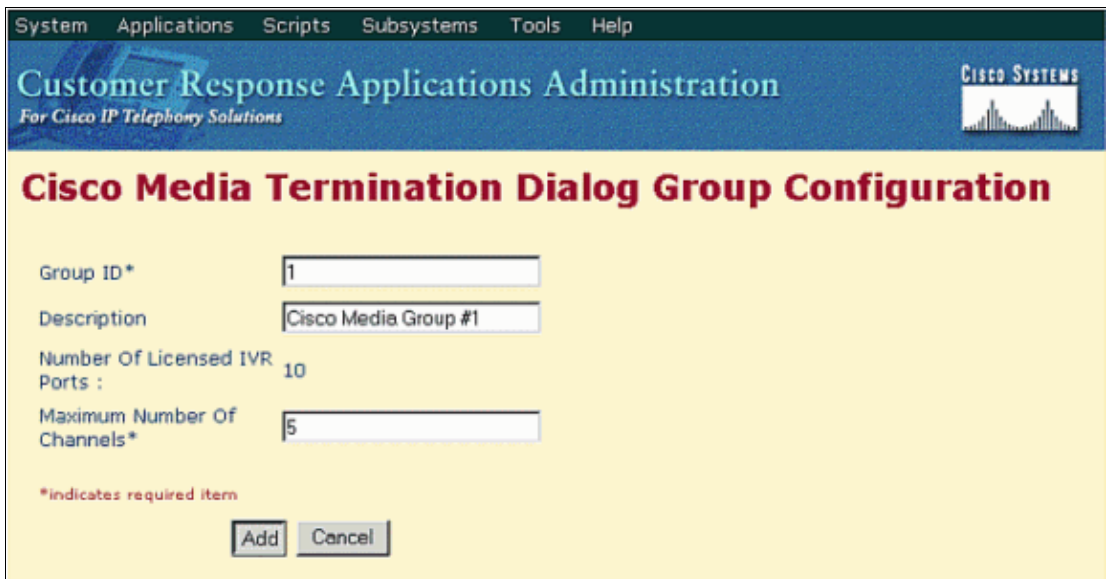 System Applications Scripts Subsystems Tools Help
Customer Response Applications Administration
For Cisco IP Telephony Solutions
CISCO SYSTEMS
Cisco Media Termination Dialog Group Configuration
Group ID* 1
Description Cisco Media Group #1
Number Of Licensed IVR
Ports : 10
Maximum Number Of
Channels* 5
*indicates required item
Add Cancel